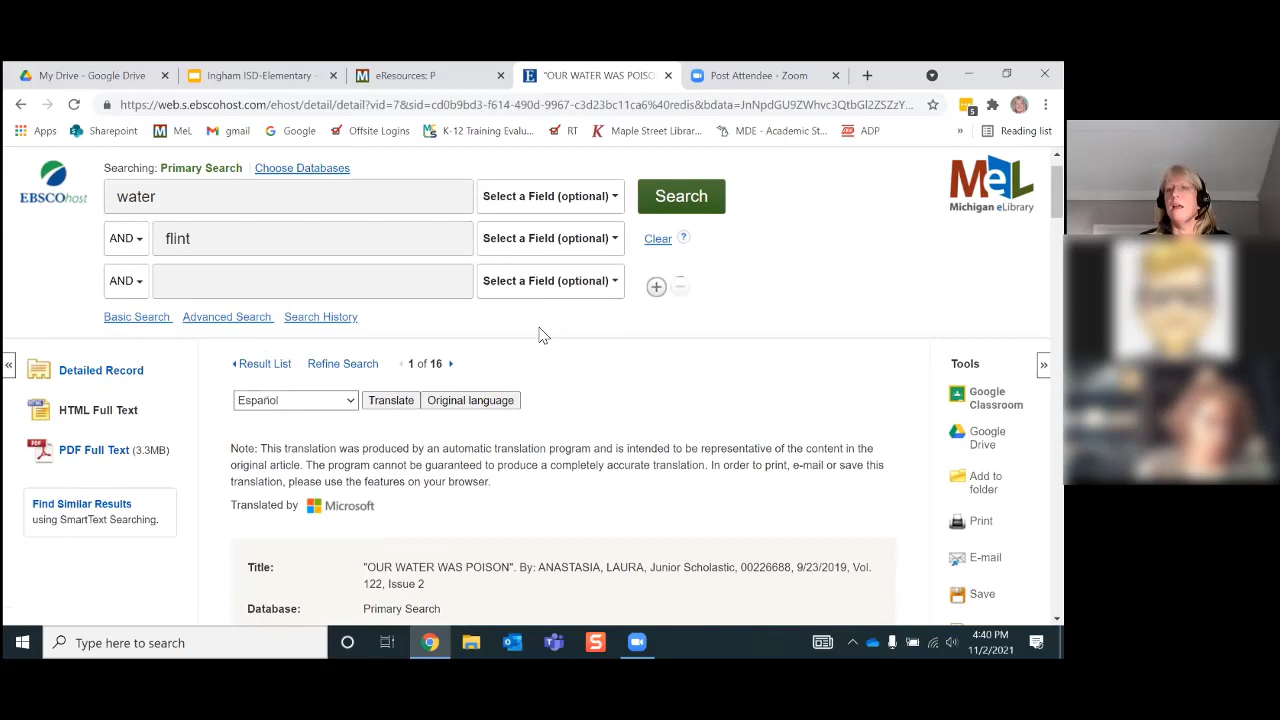 My Drive - Google Drive
Ingham ISD-Elementary -
eResources: P
"OUR WATER WAS POISO
Post Attendee - Zoom
https://web.s.ebscohost.com/ehost/detail/detail?vid=7&sid=cd0b9bd3-f614-490d-9967-c3d23bc11ca6%40redis&bdata=JnNpdGU9ZWhvc3QtbGl2ZSZzY...
5
Apps
Sharepoint
MeL
gmail
Google
Offsite Logins
K-12 Training Evalu...
RT
Maple Street Librar...
MDE - Academic St...
ADP
»
Reading list
EBSCOhost
Searching: Primary Search
Choose Databases
water
Select a Field (optional)
Search
MeL
Michigan eLibrary
AND
flint
Select a Field (optional)
Clear
?
AND
Select a Field (optional)
Basic Search
Advanced Search
Search History
«
Detailed Record
HTML Full Text
PDF Full Text (3.3MB)
Find Similar Results
using SmartText Searching.
Result List
Refine Search
1 of 16
Español
Translate
Original language
Note: This translation was produced by an automatic translation program and is intended to be representative of the content in the
original article. The program cannot be guaranteed to produce a completely accurate translation. In order to print, e-mail or save this
translation, please use the features on your browser.
Translated by
Microsoft
Title:
"OUR WATER WAS POISON". By: ANASTASIA, LAURA, Junior Scholastic, 00226688, 9/23/2019, Vol.
122, Issue 2
Database:
Primary Search
Tools
»
Google
Classroom
Google
Drive
Add to
folder
Print
E-mail
Save
Type here to search
4:40 PM
11/2/2021